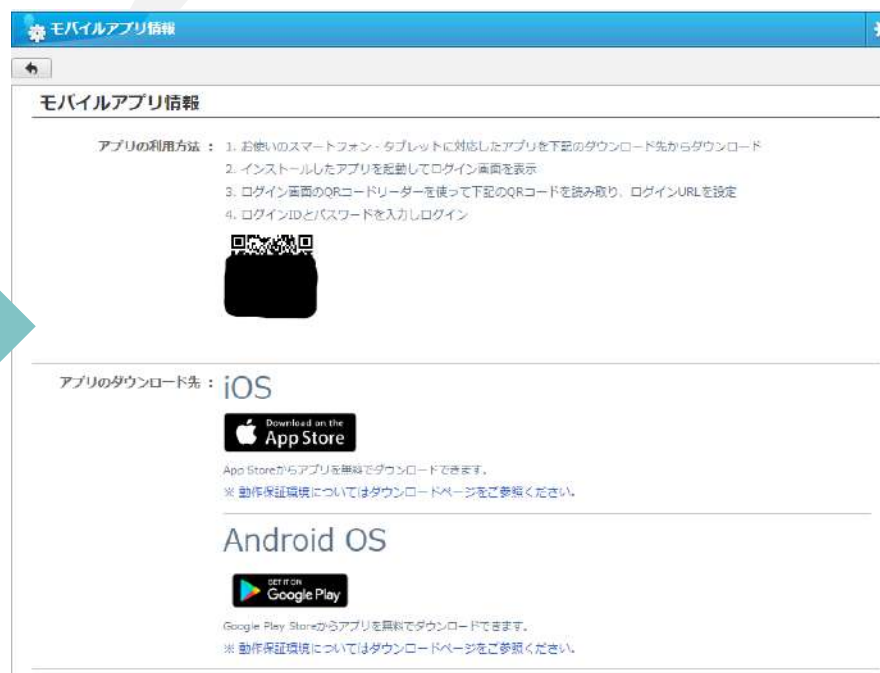 モバイルアプリ情報
モバイルアプリ情報
アプリの利用方法 :
1. お使いのスマートフォン・タブレットに対応したアプリを下記のダウンロード先からダウンロード
2. インストールしたアプリを起動してログイン画面を表示
3. ログイン画面のQRコードリーダーを使って下記のQRコードを読み取り、ログインURLを設定
4. ログインIDとパスワードを入力しログイン
アプリのダウンロード先 :
iOS
Download on the
App Store
App Storeからアプリを無料でダウンロードできます。
※ 動作保証環境についてはダウンロードページをご参照ください。
Android OS
GET IT ON
Google Play
Google Play Storeからアプリを無料でダウンロードできます。
※ 動作保証環境についてはダウンロードページをご参照ください。